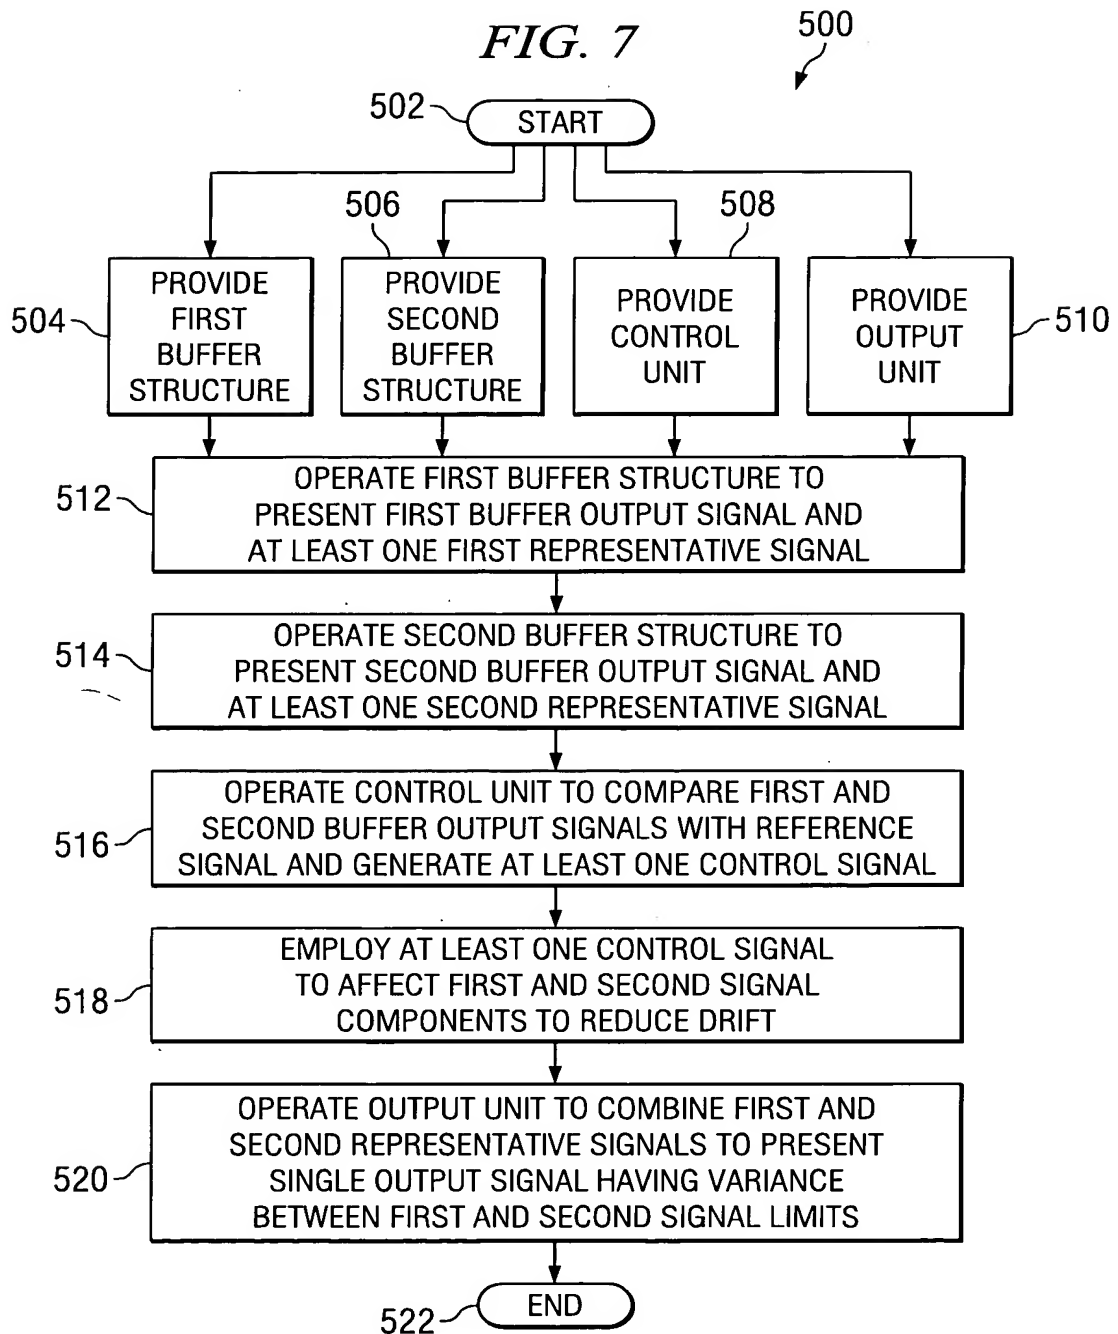 FIG. 7
500
502
START
506
508
504
PROVIDE
FIRST
BUFFER
STRUCTURE
PROVIDE
SECOND
BUFFER
STRUCTURE
PROVIDE
CONTROL
UNIT
PROVIDE
OUTPUT
UNIT
510
512
OPERATE FIRST BUFFER STRUCTURE TO
PRESENT FIRST BUFFER OUTPUT SIGNAL AND
AT LEAST ONE FIRST REPRESENTATIVE SIGNAL
514
OPERATE SECOND BUFFER STRUCTURE TO
PRESENT SECOND BUFFER OUTPUT SIGNAL AND
AT LEAST ONE SECOND REPRESENTATIVE SIGNAL
516
OPERATE CONTROL UNIT TO COMPARE FIRST AND
SECOND BUFFER OUTPUT SIGNALS WITH REFERENCE
SIGNAL AND GENERATE AT LEAST ONE CONTROL SIGNAL
518
EMPLOY AT LEAST ONE CONTROL SIGNAL
TO AFFECT FIRST AND SECOND SIGNAL
COMPONENTS TO REDUCE DRIFT
520
OPERATE OUTPUT UNIT TO COMBINE FIRST AND
SECOND REPRESENTATIVE SIGNALS TO PRESENT
SINGLE OUTPUT SIGNAL HAVING VARIANCE
BETWEEN FIRST AND SECOND SIGNAL LIMITS
522
END